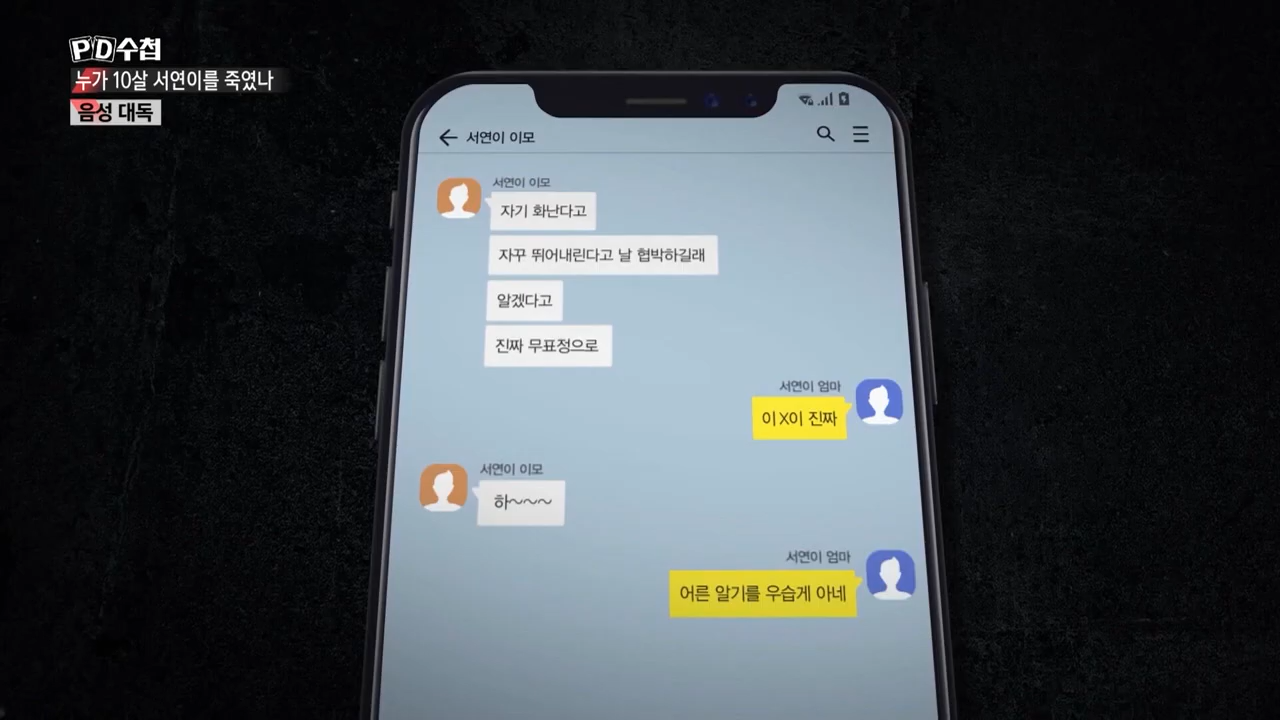 PD수첩
누가 10살 서연이를 죽였나
음성 대독
서연이 이모
서연이 이모
자기 화난다고
자꾸 뛰어내린다고 날 협박하길래
알겠다고
진짜 무표정으로
서연이 엄마
이X이 진짜
서연이 이모
하~~~
서연이 엄마
어른 알기를 우습게 아네